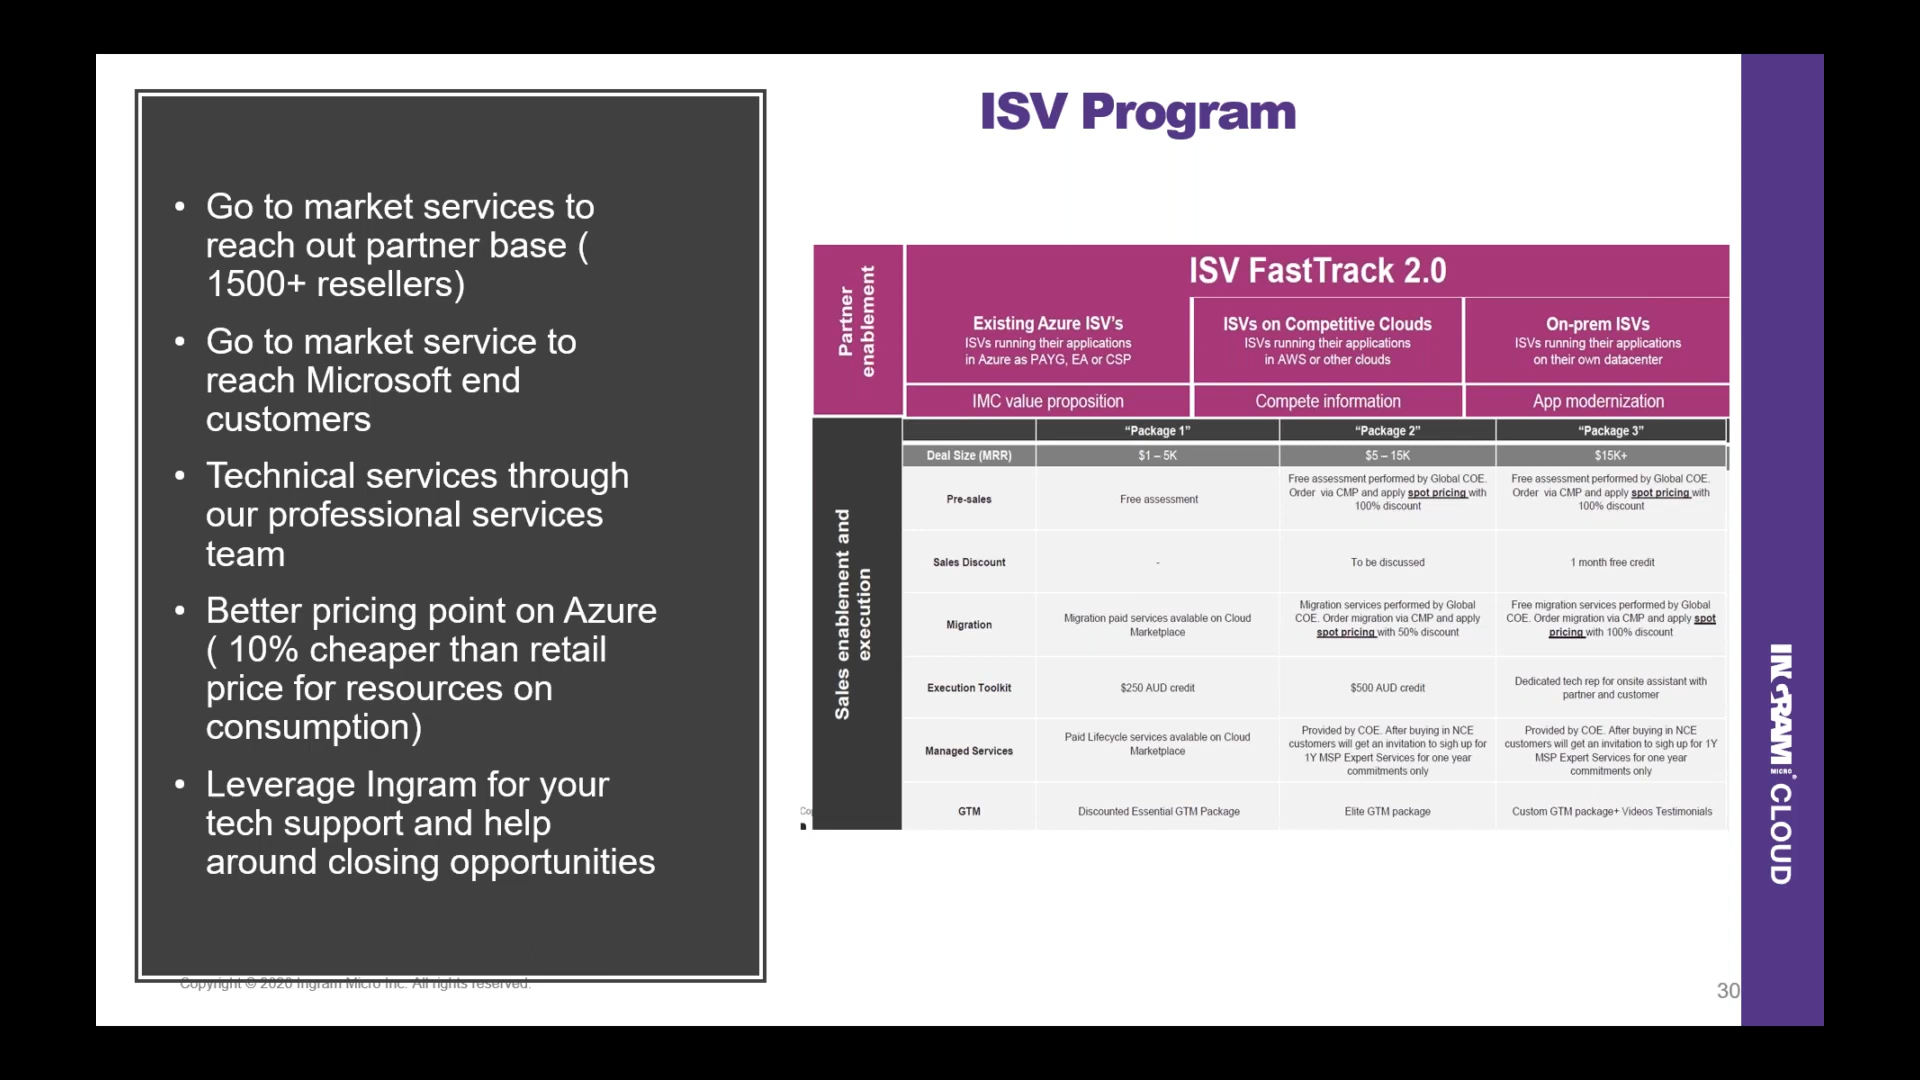 ISV Program
• Go to market services to
reach out partner base (
1500+ resellers)
• Go to market service to
reach Microsoft end
customers
• Technical services through
our professional services
team
• Better pricing point on Azure
( 10% cheaper than retail
price for resources on
consumption)
• Leverage Ingram for your
tech support and help
around closing opportunities
Copyright © 2020 Ingram Micro Inc. All rights reserved.
Partner
enablement
ISV FastTrack 2.0
Existing Azure ISV's
ISVs running their applications
in Azure as PAYG, EA or CSP
ISVs on Competitive Clouds
ISVs running their applications
in AWS or other clouds
On-prem ISVs
ISVs running their applications
on their own datacenter
IMC value proposition
Compete information
App modernization
Sales enablement and
execution
“Package 1”
“Package 2”
“Package 3”
Deal Size (MRR)
$1 – 5K
$5 – 15K
$15K+
Pre-sales
Free assessment
Free assessment performed by Global COE.
Order via CMP and apply spot pricing with
100% discount
Free assessment performed by Global COE.
Order via CMP and apply spot pricing with
100% discount
Sales Discount
-
To be discussed
1 month free credit
Migration
Migration paid services avalable on Cloud
Marketplace
Migration services performed by Global
COE. Order migration via CMP and apply
spot pricing with 50% discount
Free migration services performed by Global
COE. Order migration via CMP and apply spot
pricing with 100% discount
Execution Toolkit
$250 AUD credit
$500 AUD credit
Dedicated tech rep for onsite assistant with
partner and customer
Managed Services
Paid Lifecycle services avalable on Cloud
Marketplace
Provided by COE. After buying in NCE
customers will get an invitation to sigh up for
1Y MSP Expert Services for one year
commitments only
Provided by COE. After buying in NCE
customers will get an invitation to sigh up for 1Y
MSP Expert Services for one year
commitments only
GTM
Discounted Essential GTM Package
Elite GTM package
Custom GTM package+ Videos Testimonials
Co
30
INGRAM MICRO® CLOUD